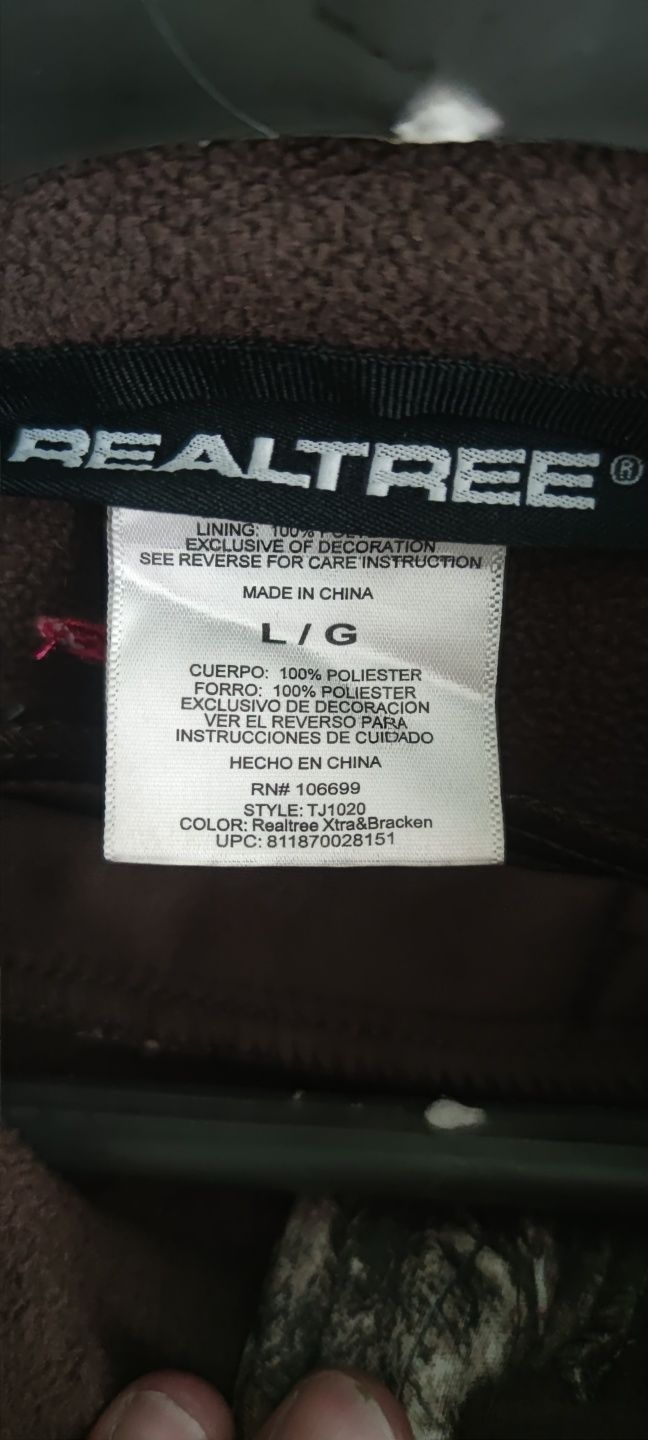 REALTREE®
LINING: 100%
EXCLUSIVE OF DECORATION
SEE REVERSE FOR CARE INSTRUCTION
MADE IN CHINA
L / G
CUERPO: 100% POLIESTER
FORRO: 100% POLIESTER
EXCLUSIVO DE DECORACION
VER EL REVERSO PARA
INSTRUCCIONES DE CUIDADO
HECHO EN CHINA
RN# 106699
STYLE: TJ1020
COLOR: Realtree Xtra&Bracken
UPC: 811870028151